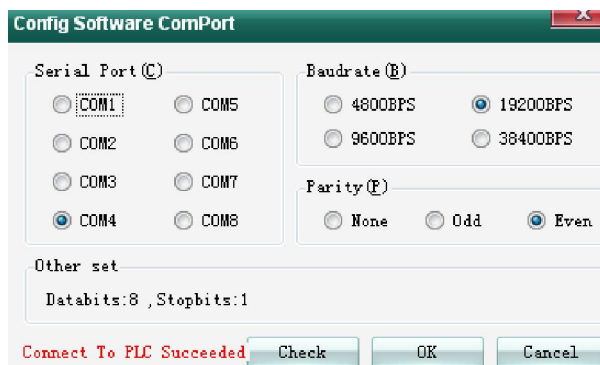 Config Software ComPort
Serial Port(C)
COM1 COM5
COM2 COM6
COM3 COM7
COM4 COM8
Baudrate(B)
4800BPS 19200BPS
9600BPS 38400BPS
Parity(P)
None Odd Even
Other set
Databits:8 ,Stopbits:1
Connect To PLC Succeeded Check OK Cancel